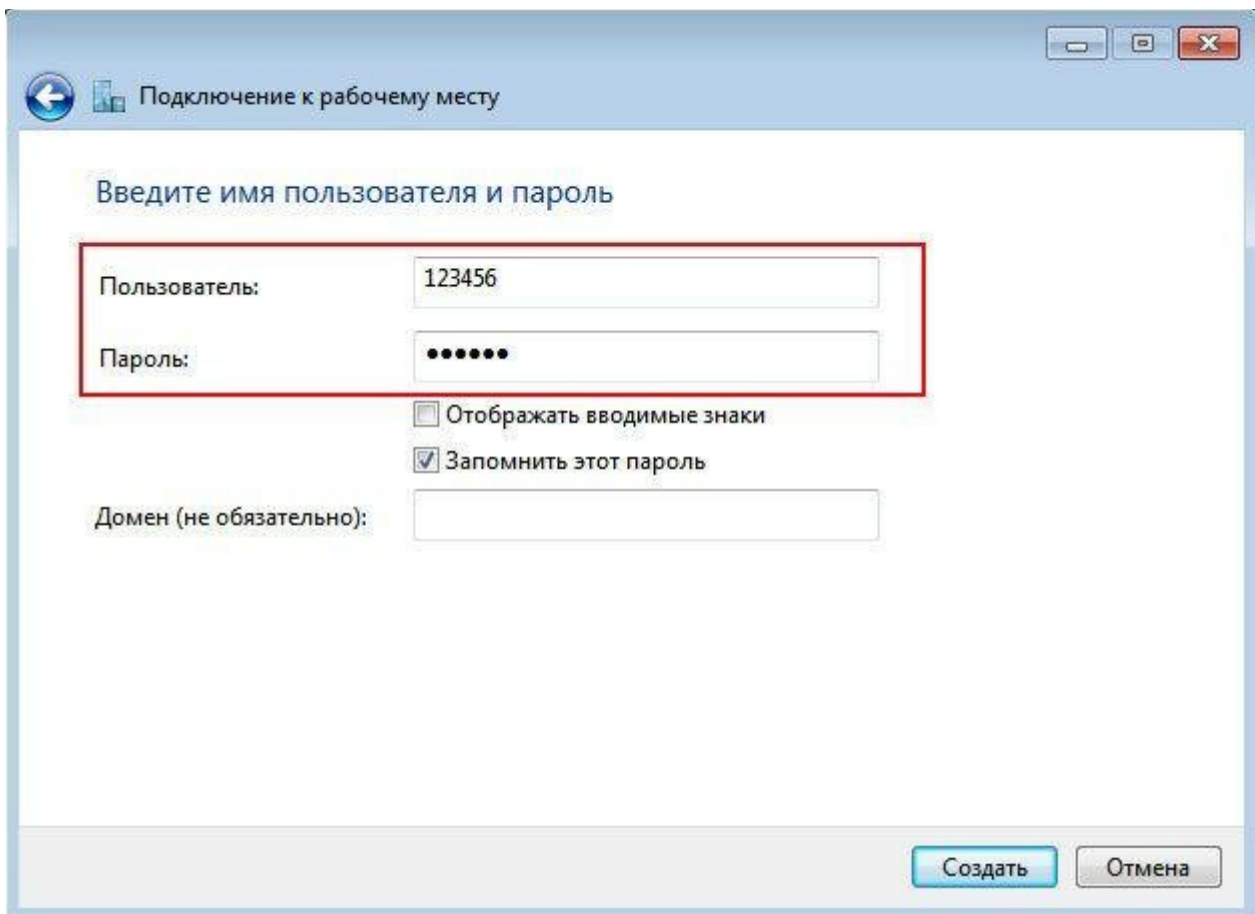 Подключение к рабочему месту
Введите имя пользователя и пароль
Пользователь: 123456
Пароль: ••••••
Отображать вводимые знаки
Запомнить этот пароль
Домен (не обязательно):
Создать Отмена